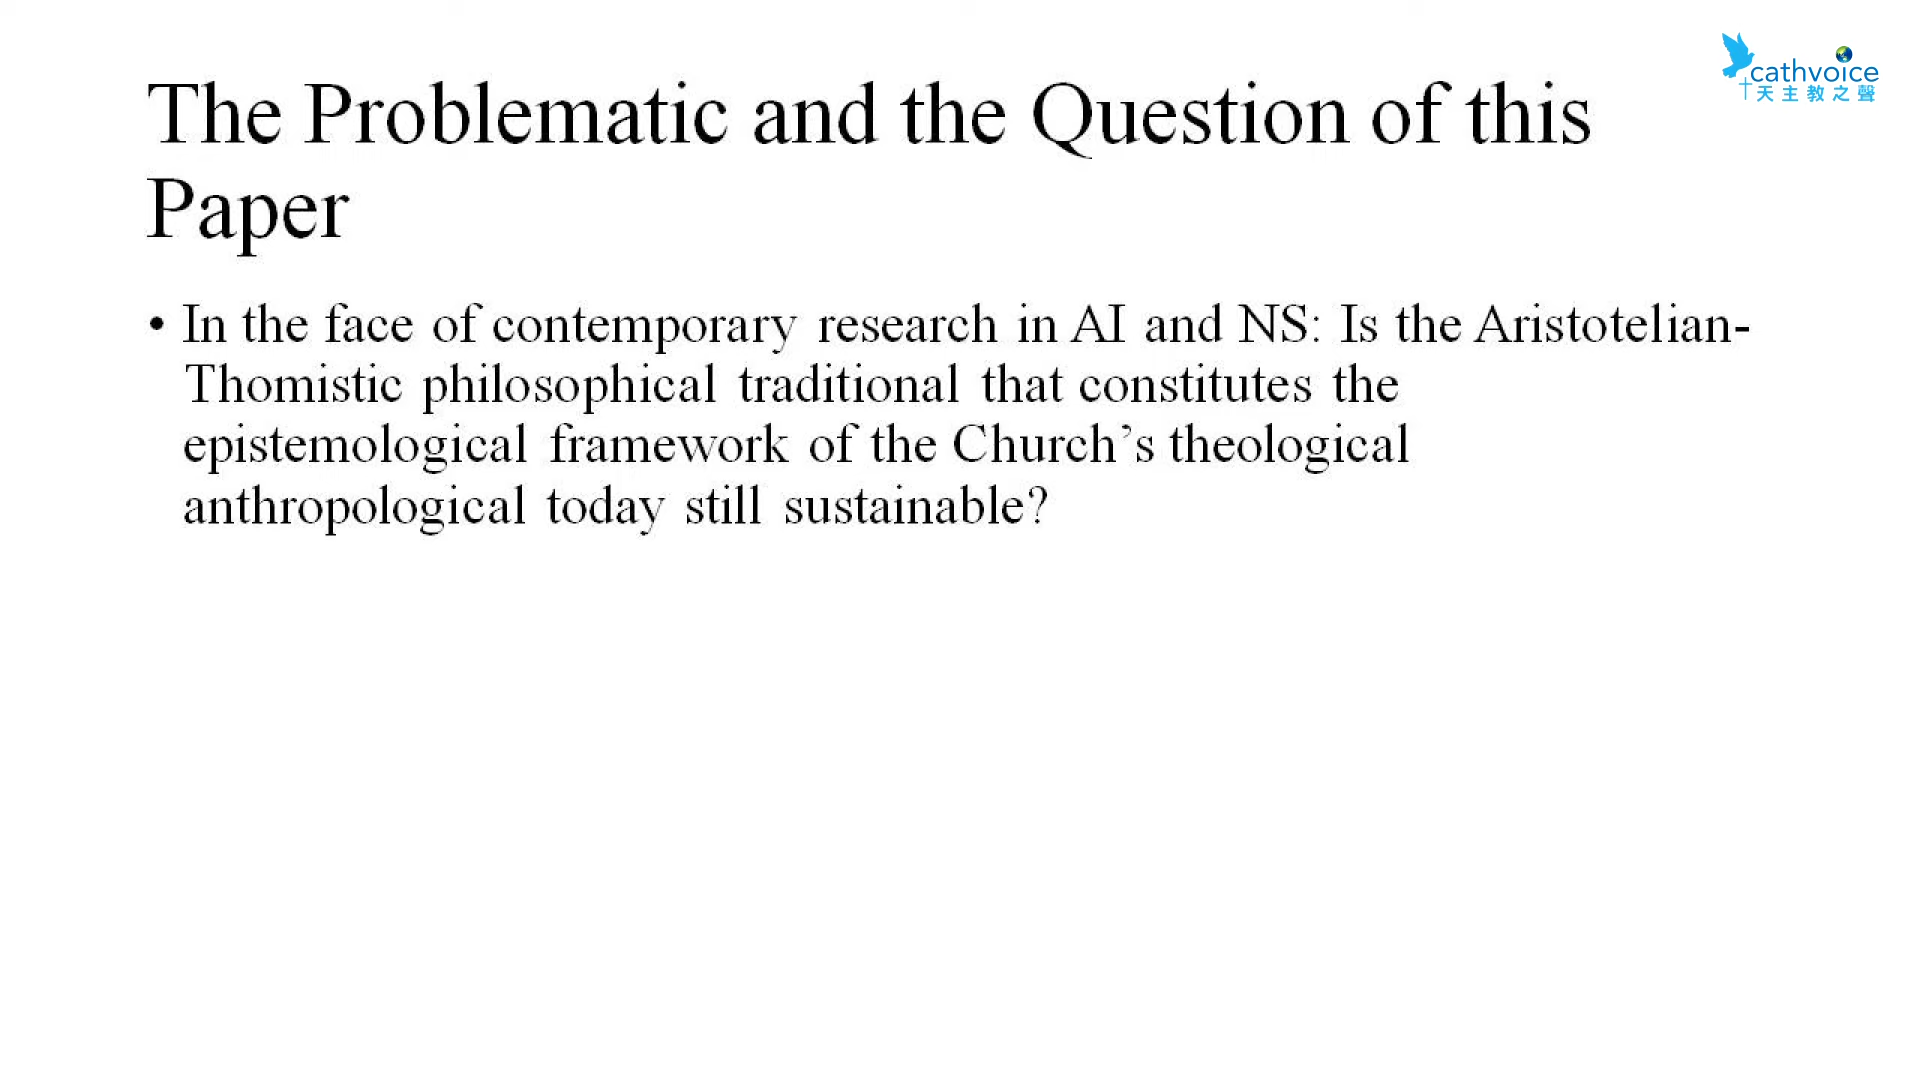 cathvoice
天主教之聲
The Problematic and the Question of this
Paper
• In the face of contemporary research in AI and NS: Is the Aristotelian-
Thomistic philosophical traditional that constitutes the
epistemological framework of the Church’s theological
anthropological today still sustainable?